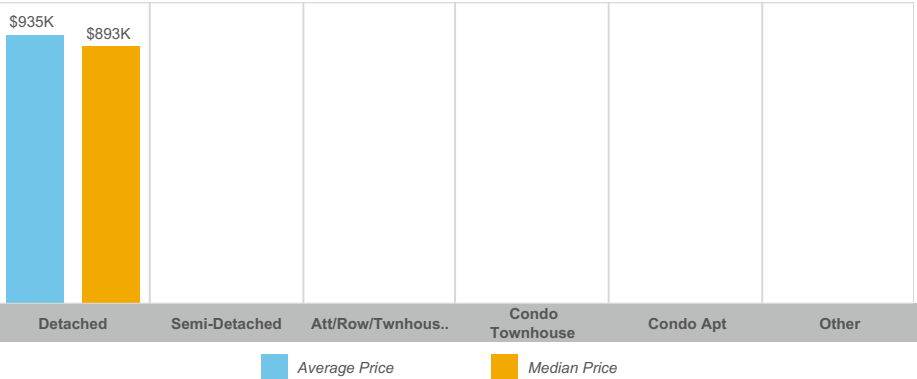 $935K
$893K
Detached
Semi-Detached
Att/Row/Twnhous..
Condo
Townhouse
Condo Apt
Other
Average Price
Median Price